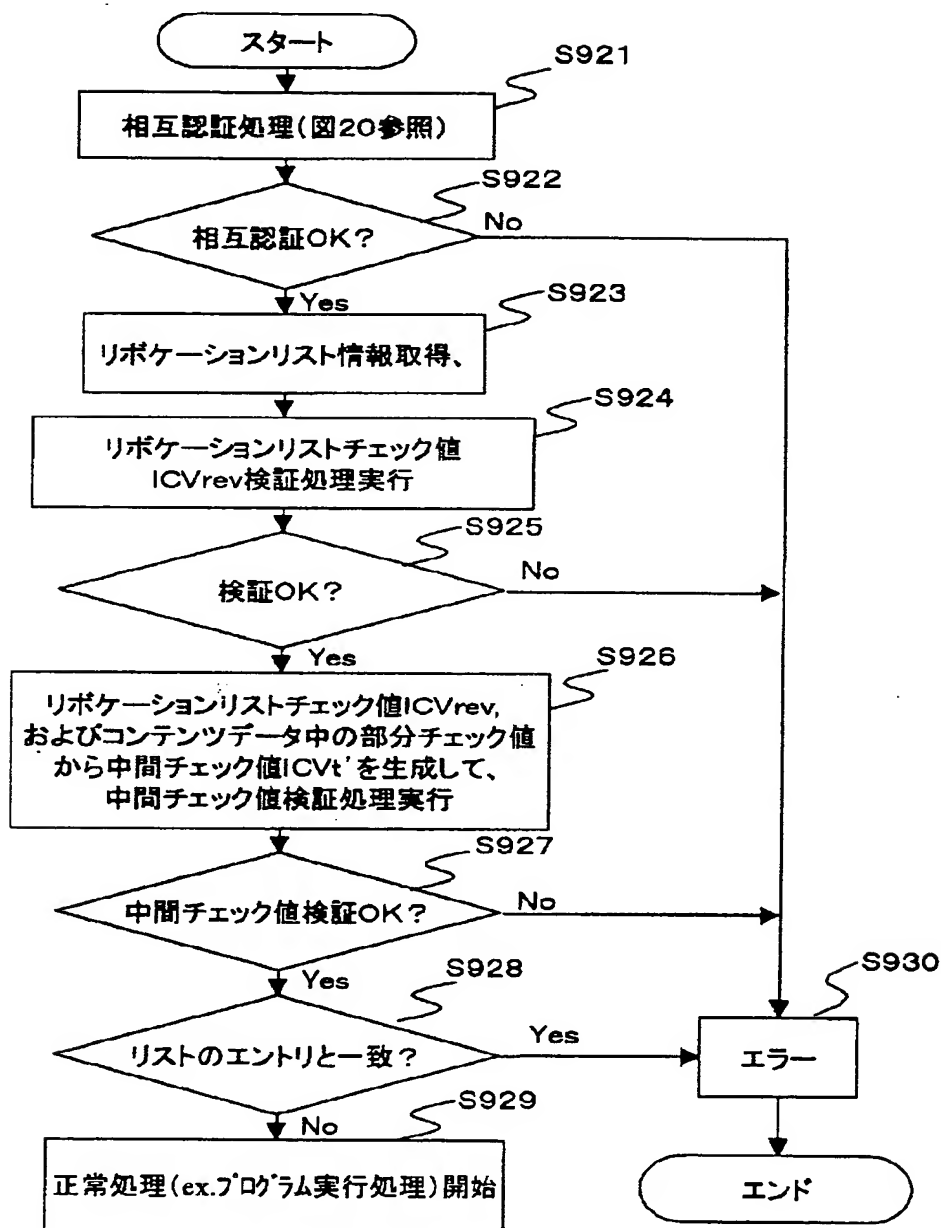 スタート
S921
相互認証処理(図20参照)
S922
相互認証OK?
No
Yes
S923
リボケーションリスト情報取得、
S924
リボケーションリストチェック値
ICVrev検証処理実行
S925
検証OK?
No
Yes
S926
リボケーションリストチェック値ICVrev,
およびコンテンツデータ中の部分チェック値
から中間チェック値ICVt'を生成して、
中間チェック値検証処理実行
S927
中間チェック値検証OK?
No
Yes
S928
リストのエントリと一致?
Yes
S930
エラー
No
S929
正常処理(ex.プログラム実行処理)開始
エンド